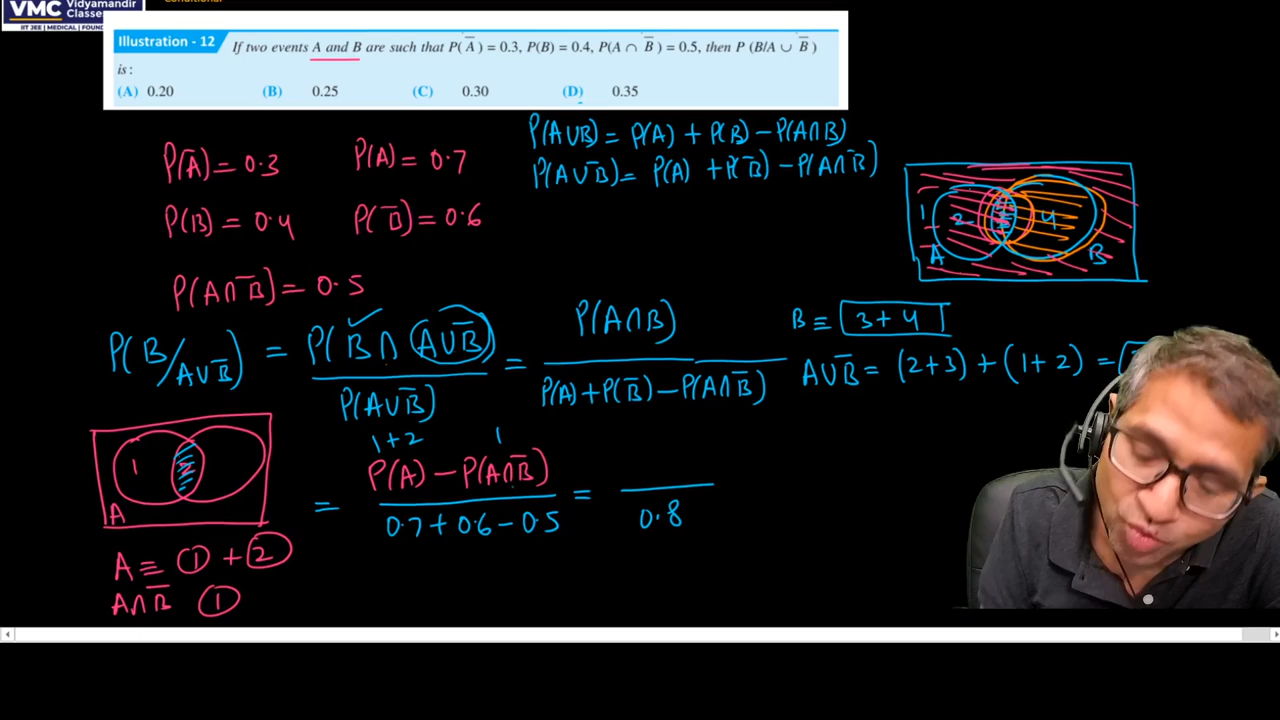 VMC Vidyamandir
Classes
IIT JEE | MEDICAL | FOUN
Conditional
Illustration - 12 If two events A and B are such that P(A̅) = 0.3, P(B) = 0.4, P(A ∩ B̅) = 0.5, then P (B/A ∪ B̅)
is :
(A) 0.20 (B) 0.25 (C) 0.30 (D) 0.35
P(A∪B) = P(A) + P(B) − P(A∩B)
P(A∪B̅) = P(A) + P(B̅) − P(A∩B̅)
P(A̅) = 0.3 P(A) = 0.7
P(B) = 0.4 P(B̅) = 0.6
P(A∩B̅) = 0.5
1 2 3 4
A B
P(B/A∪B̅) = P(B∩(A∪B̅))/P(A∪B̅) = P(A∩B)/P(A)+P(B̅)−P(A∩B̅)
B ≡ 3+4
A∪B̅ = (2+3) + (1+2) =
1+2 1
= P(A) − P(A∩B̅)/0.7+0.6−0.5 = /0.8
1 2
A
A ≡ ① + ②
A∩B̅ ①